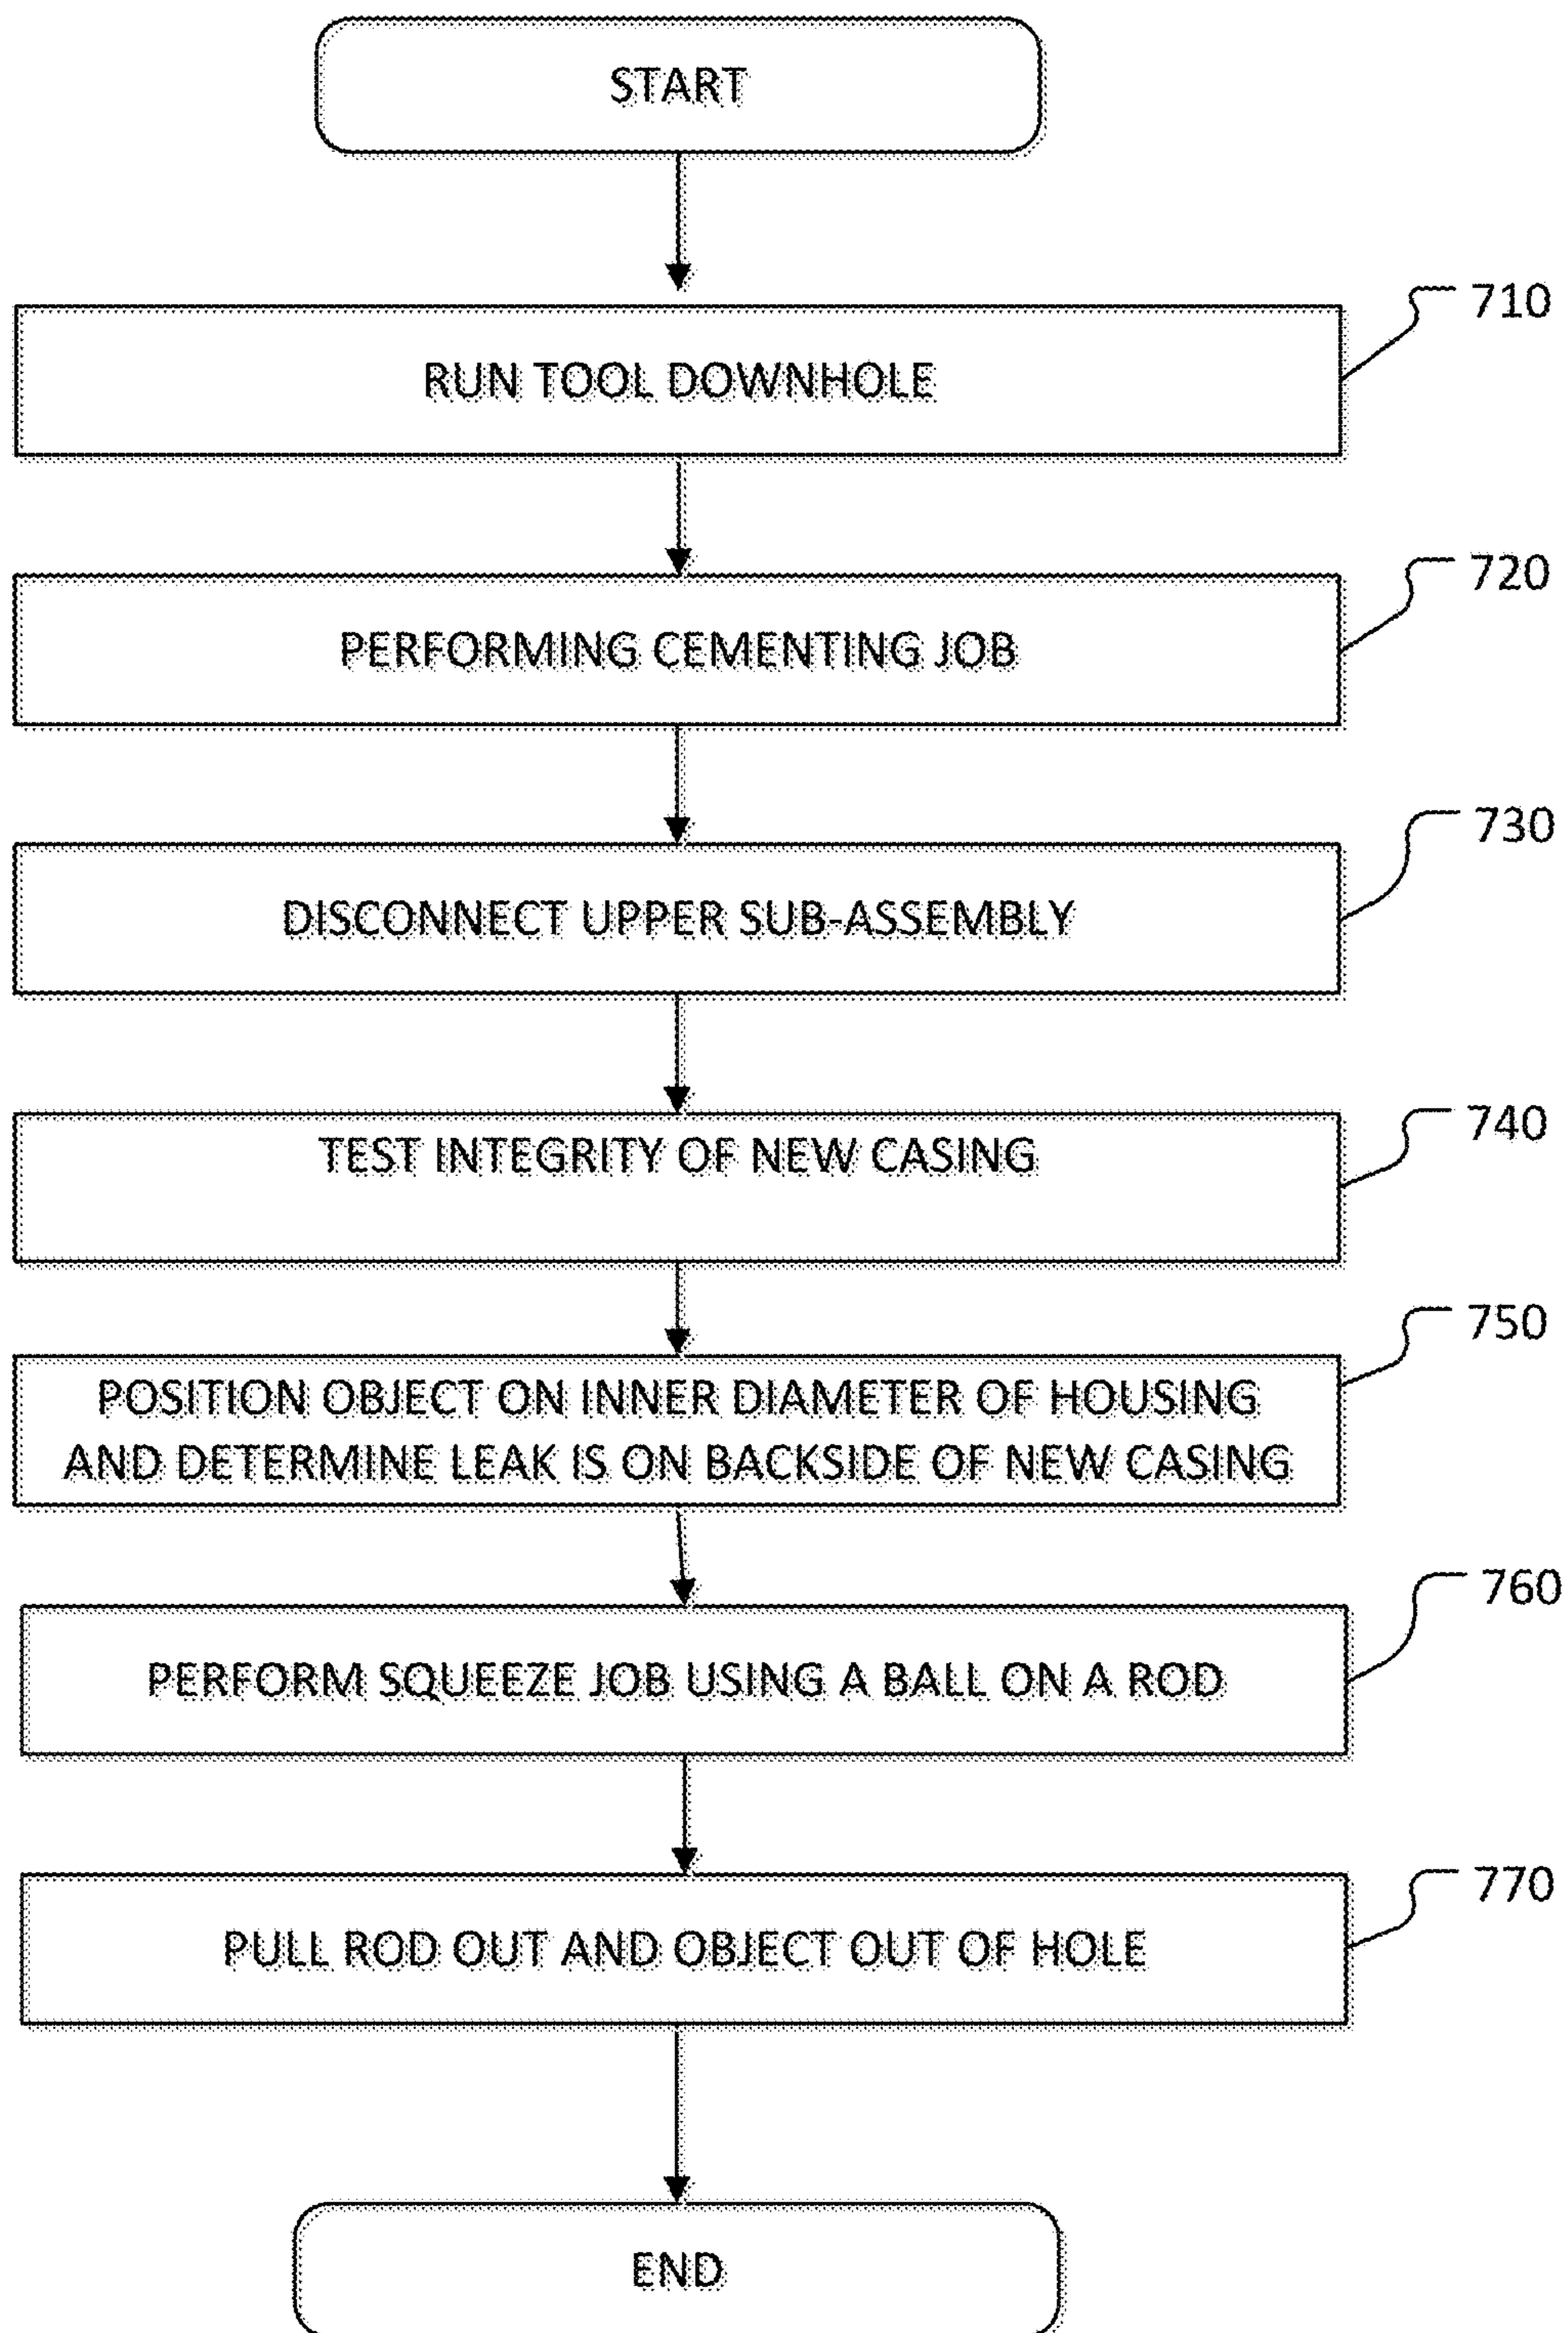 START
710
RUN TOOL DOWNHOLE
720
PERFORMING CEMENTING JOB
730
DISCONNECT UPPER SUB-ASSEMBLY
740
TEST INTEGRITY OF NEW CASING
750
POSITION OBJECT ON INNER DIAMETER OF HOUSING
AND DETERMINE LEAK IS ON BACKSIDE OF NEW CASING
760
PERFORM SQUEEZE JOB USING A BALL ON A ROD
770
PULL ROD OUT AND OBJECT OUT OF HOLE
END